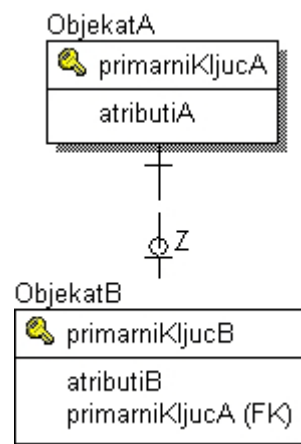 ObjekatA
primarniKljucA
atributiA
Z
ObjekatB
primarniKljucB
atributiB
primarniKljucA (FK)